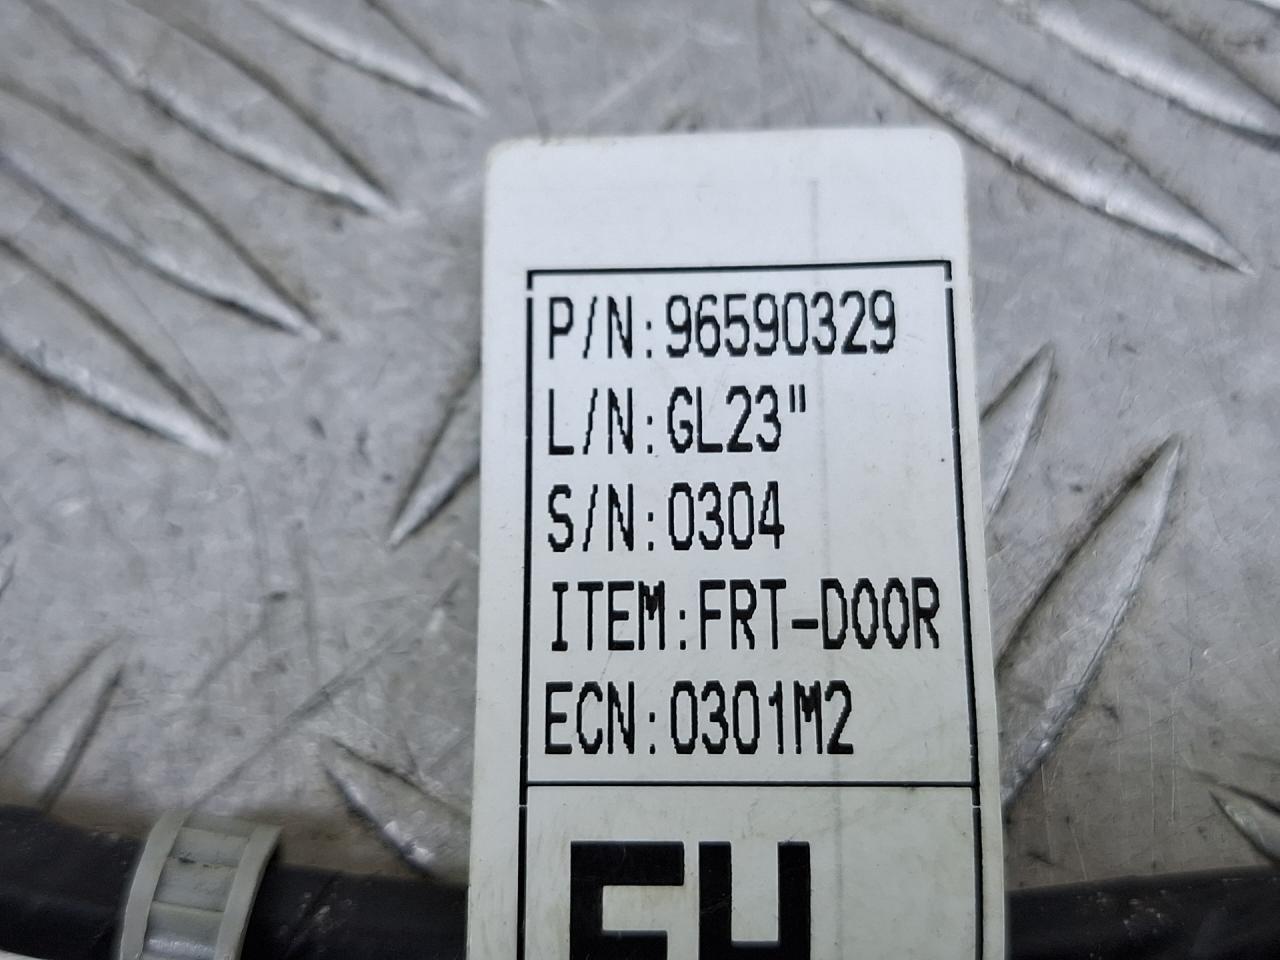 P/N:96590329
L/N:GL23"
S/N:0304
ITEM:FRT-DOOR
ECN:0301M2